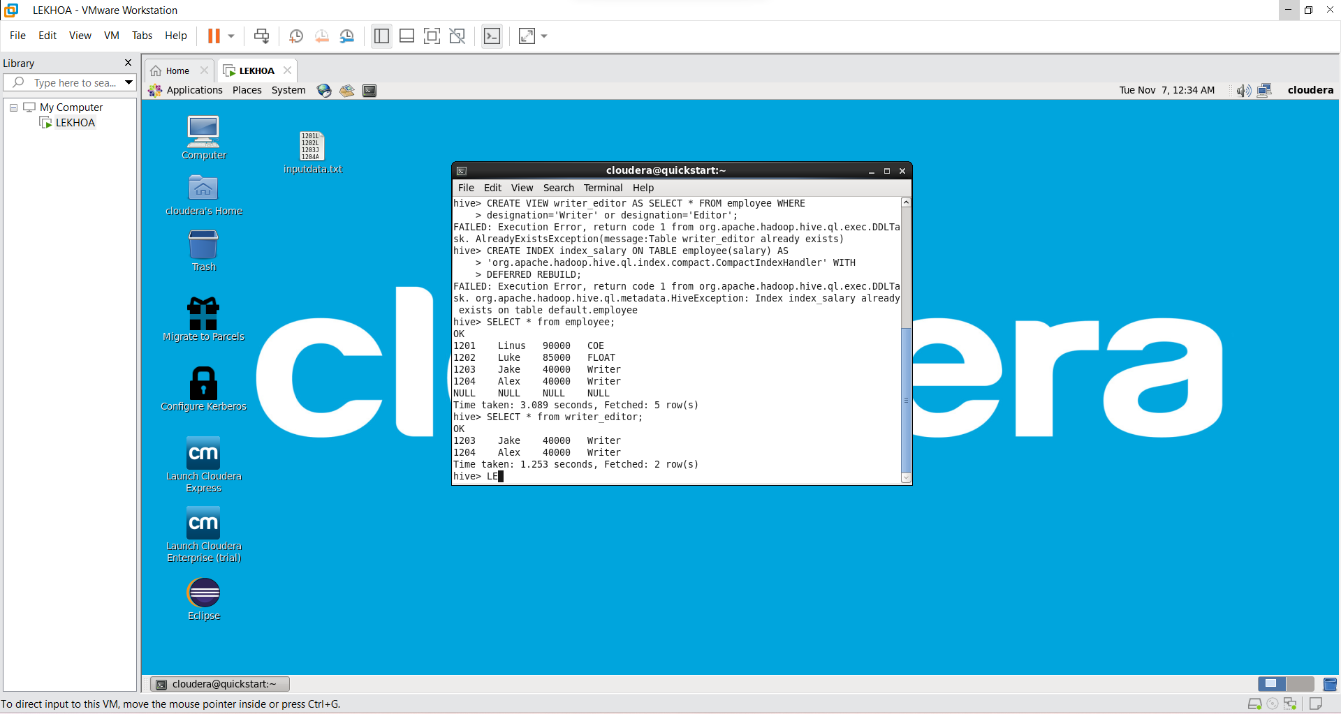 LEKHOA - VMware Workstation
File Edit View VM Tabs Help
Library
Type here to sea...
My Computer
LEKHOA
Home
LEKHOA
Applications Places System
Tue Nov 7, 12:34 AM
cloudera
Computer
cloudera's Home
Trash
Migrate to Parcels
Configure Kerberos
cm
Launch Cloudera
Express
cm
Launch Cloudera
Enterprise (trial)
Eclipse
1201L
1202L
1203J
1204A
inputdata.txt
cl
era
cloudera@quickstart:~
File Edit View Search Terminal Help
hive> CREATE VIEW writer_editor AS SELECT * FROM employee WHERE
    > designation='Writer' or designation='Editor';
FAILED: Execution Error, return code 1 from org.apache.hadoop.hive.ql.exec.DDLTa
sk. AlreadyExistsException(message:Table writer_editor already exists)
hive> CREATE INDEX index_salary ON TABLE employee(salary) AS
    > 'org.apache.hadoop.hive.ql.index.compact.CompactIndexHandler' WITH
    > DEFERRED REBUILD;
FAILED: Execution Error, return code 1 from org.apache.hadoop.hive.ql.exec.DDLTa
sk. org.apache.hadoop.hive.ql.metadata.HiveException: Index index_salary already
 exists on table default.employee
hive> SELECT * from employee;
OK
1201 Linus 90000 COE
1202 Luke 85000 FLOAT
1203 Jake 40000 Writer
1204 Alex 40000 Writer
NULL NULL NULL NULL
Time taken: 3.089 seconds, Fetched: 5 row(s)
hive> SELECT * from writer_editor;
OK
1203 Jake 40000 Writer
1204 Alex 40000 Writer
Time taken: 1.253 seconds, Fetched: 2 row(s)
hive> LE
cloudera@quickstart:~
To direct input to this VM, move the mouse pointer inside or press Ctrl+G.